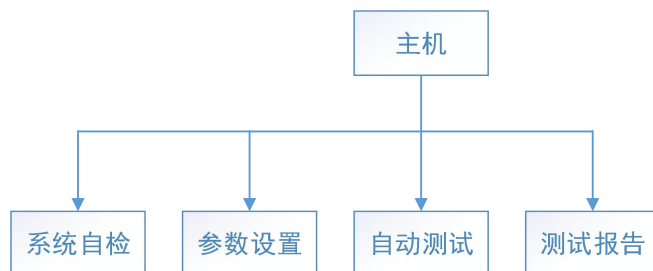 主机
系统自检
参数设置
自动测试
测试报告